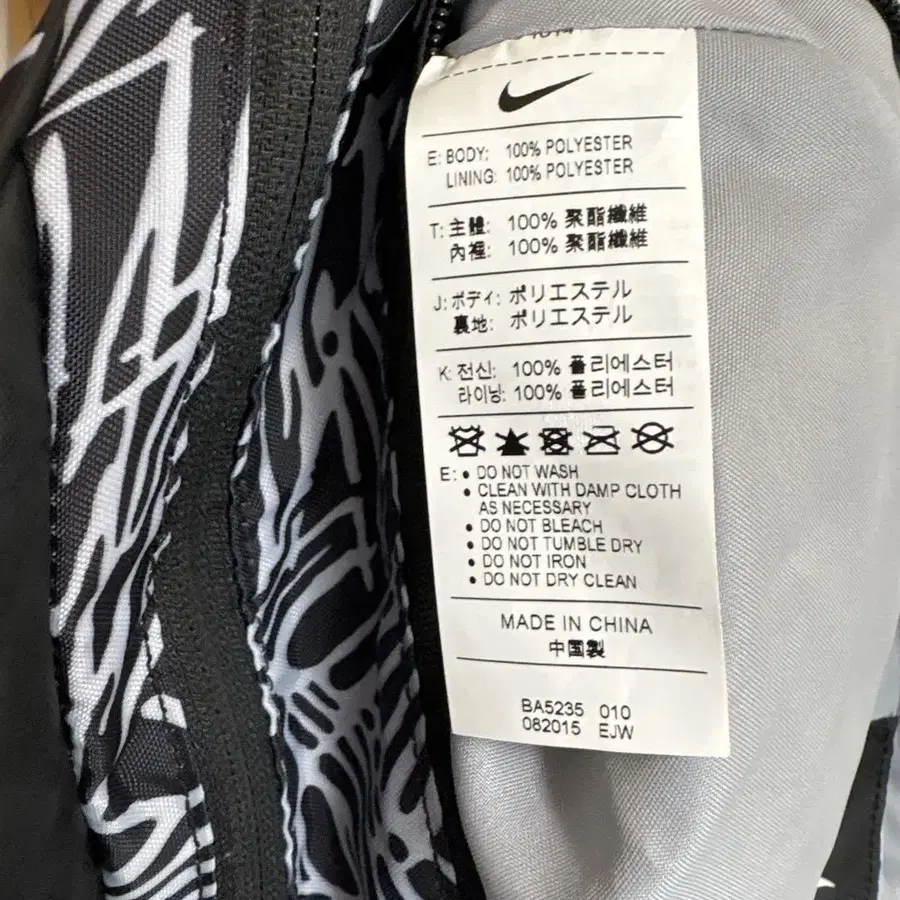 E: BODY: 100% POLYESTER
LINING: 100% POLYESTER
T: 主體: 100% 聚酯纖維
內裡: 100% 聚酯纖維
J: ボディ: ポリエステル
裏地: ポリエステル
K: 전신: 100% 폴리에스터
라이닝: 100% 폴리에스터
E: • DO NOT WASH
• CLEAN WITH DAMP CLOTH
AS NECESSARY
• DO NOT BLEACH
• DO NOT TUMBLE DRY
• DO NOT IRON
• DO NOT DRY CLEAN
MADE IN CHINA
中国製
BA5235 010
082015 EJW